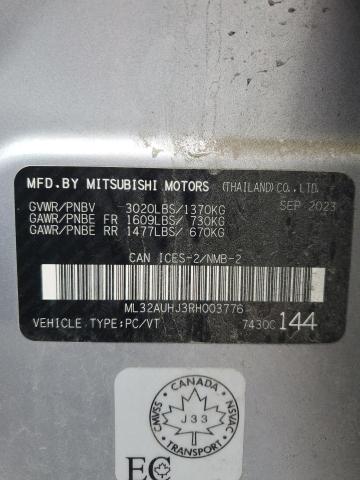 MFD.BY MITSUBISHI MOTORS (THAILAND)CO.,LTD.
GVWR/PNBV 3020LBS/1370KG SEP 2023
GAWR/PNBE FR 1609LBS/ 730KG
GAWR/PNBE RR 1477LBS/ 670KG
CAN ICES-2/NMB-2
ML32AUHJ3RH003776
VEHICLE TYPE:PC/VT 7430C 144
CANADA
CMVSS J33 NSVAC
TRANSPORT
EC